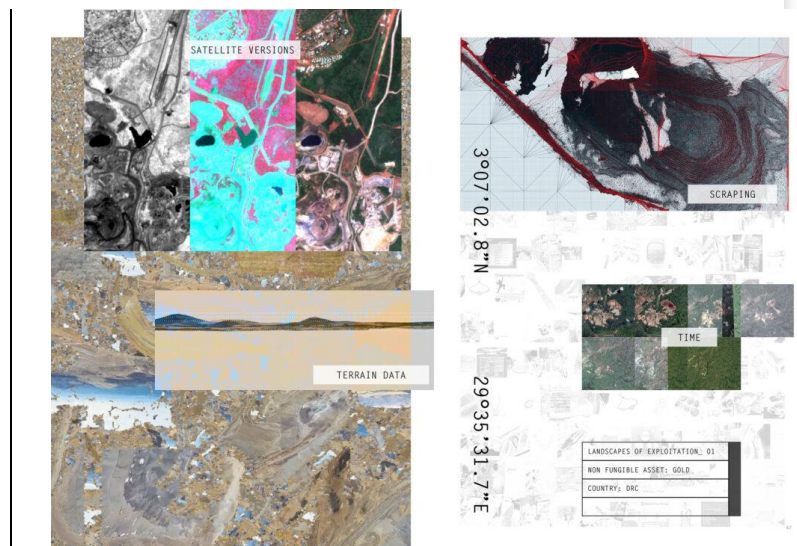 SATELLITE VERSIONS
TERRAIN DATA
SCRAPING
3°07'02.8"N
29°35'31.7"E
TIME
LANDSCAPES OF EXPLOITATION_ 01
NON FUNGIBLE ASSET: GOLD
COUNTRY: DRC